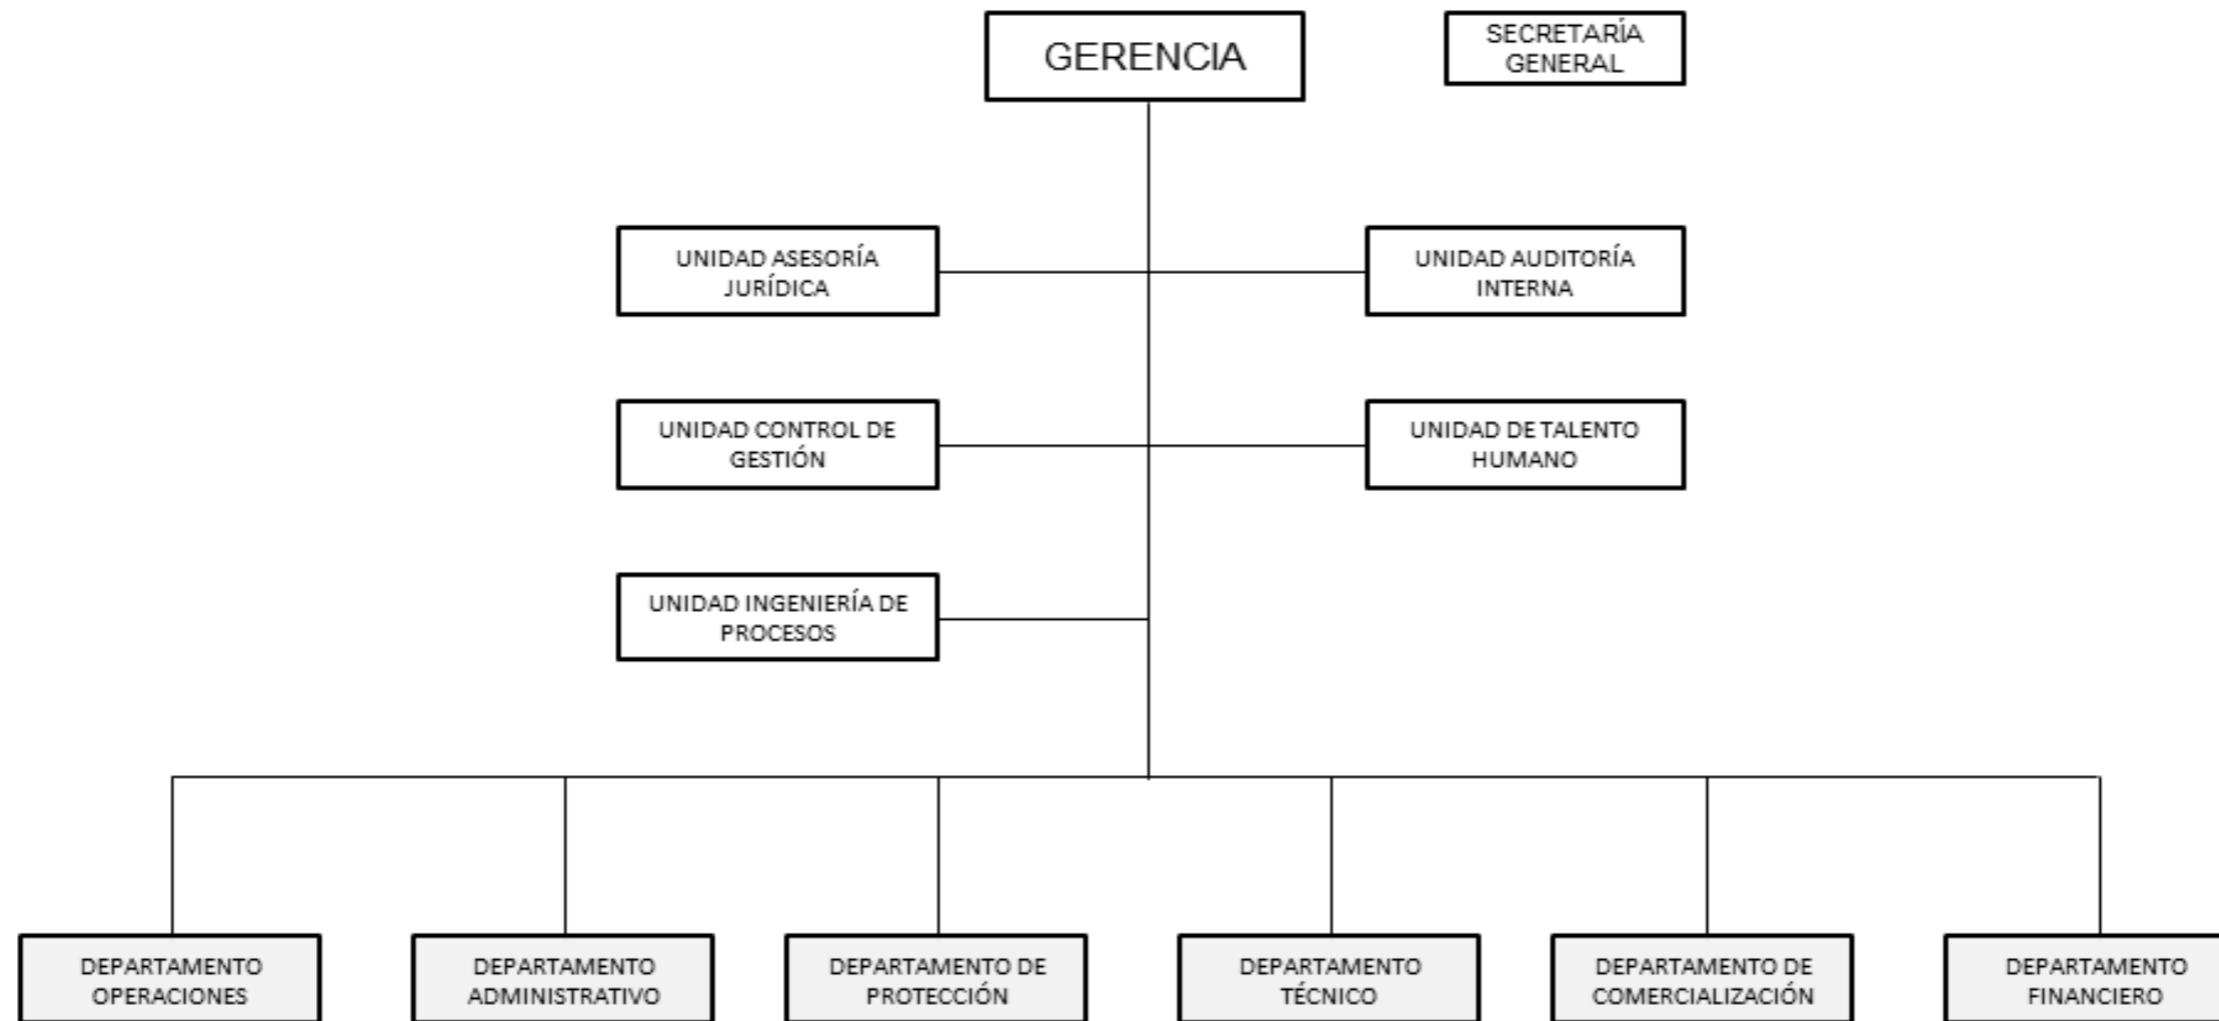 GERENCIA
SECRETARÍA
GENERAL
UNIDAD ASESORÍA
JURÍDICA
UNIDAD AUDITORÍA
INTERNA
UNIDAD CONTROL DE
GESTIÓN
UNIDAD DE TALENTO
HUMANO
UNIDAD INGENIERÍA DE
PROCESOS
DEPARTAMENTO
OPERACIONES
DEPARTAMENTO
ADMINISTRATIVO
DEPARTAMENTO DE
PROTECCIÓN
DEPARTAMENTO
TÉCNICO
DEPARTAMENTO DE
COMERCIALIZACIÓN
DEPARTAMENTO
FINANCIERO